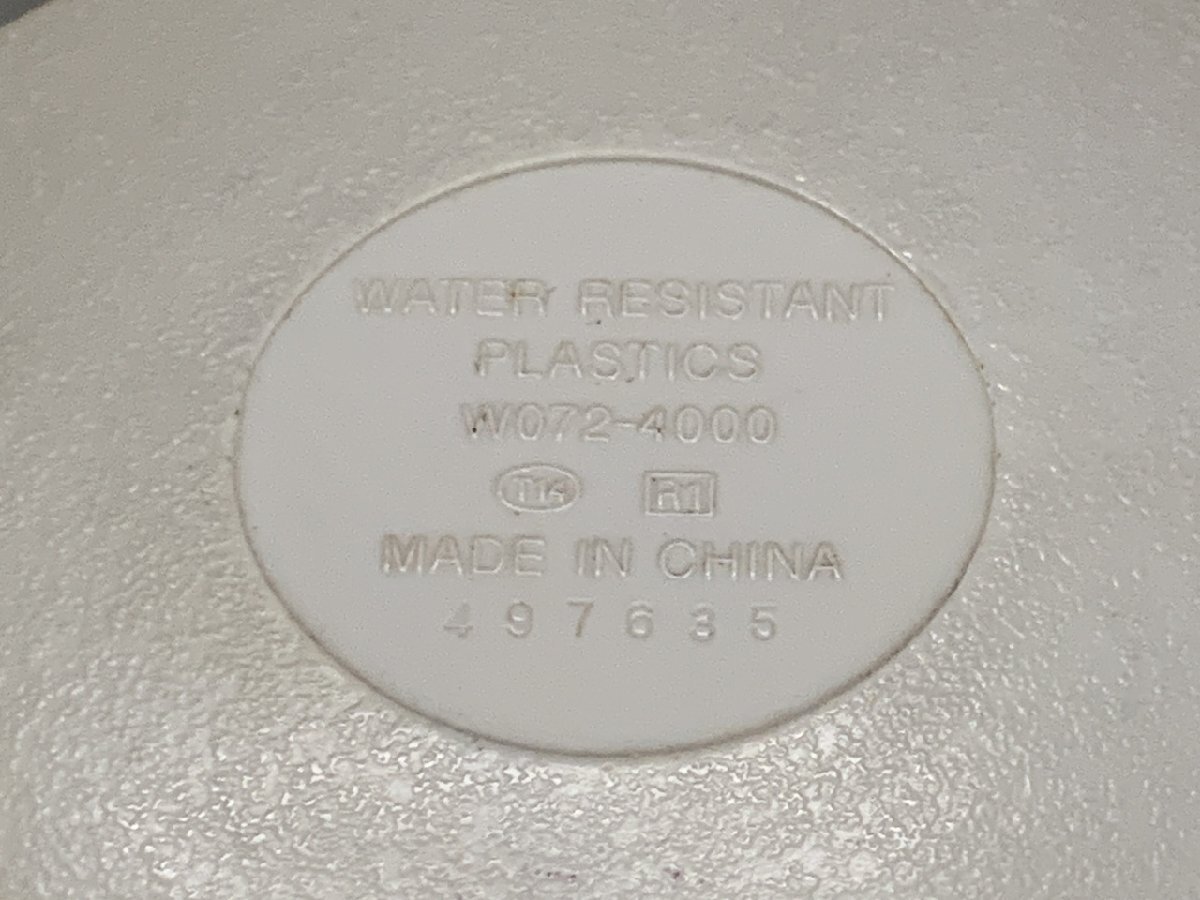 WATER RESISTANT
PLASTICS
W072-4000
T14 R1
MADE IN CHINA
497635